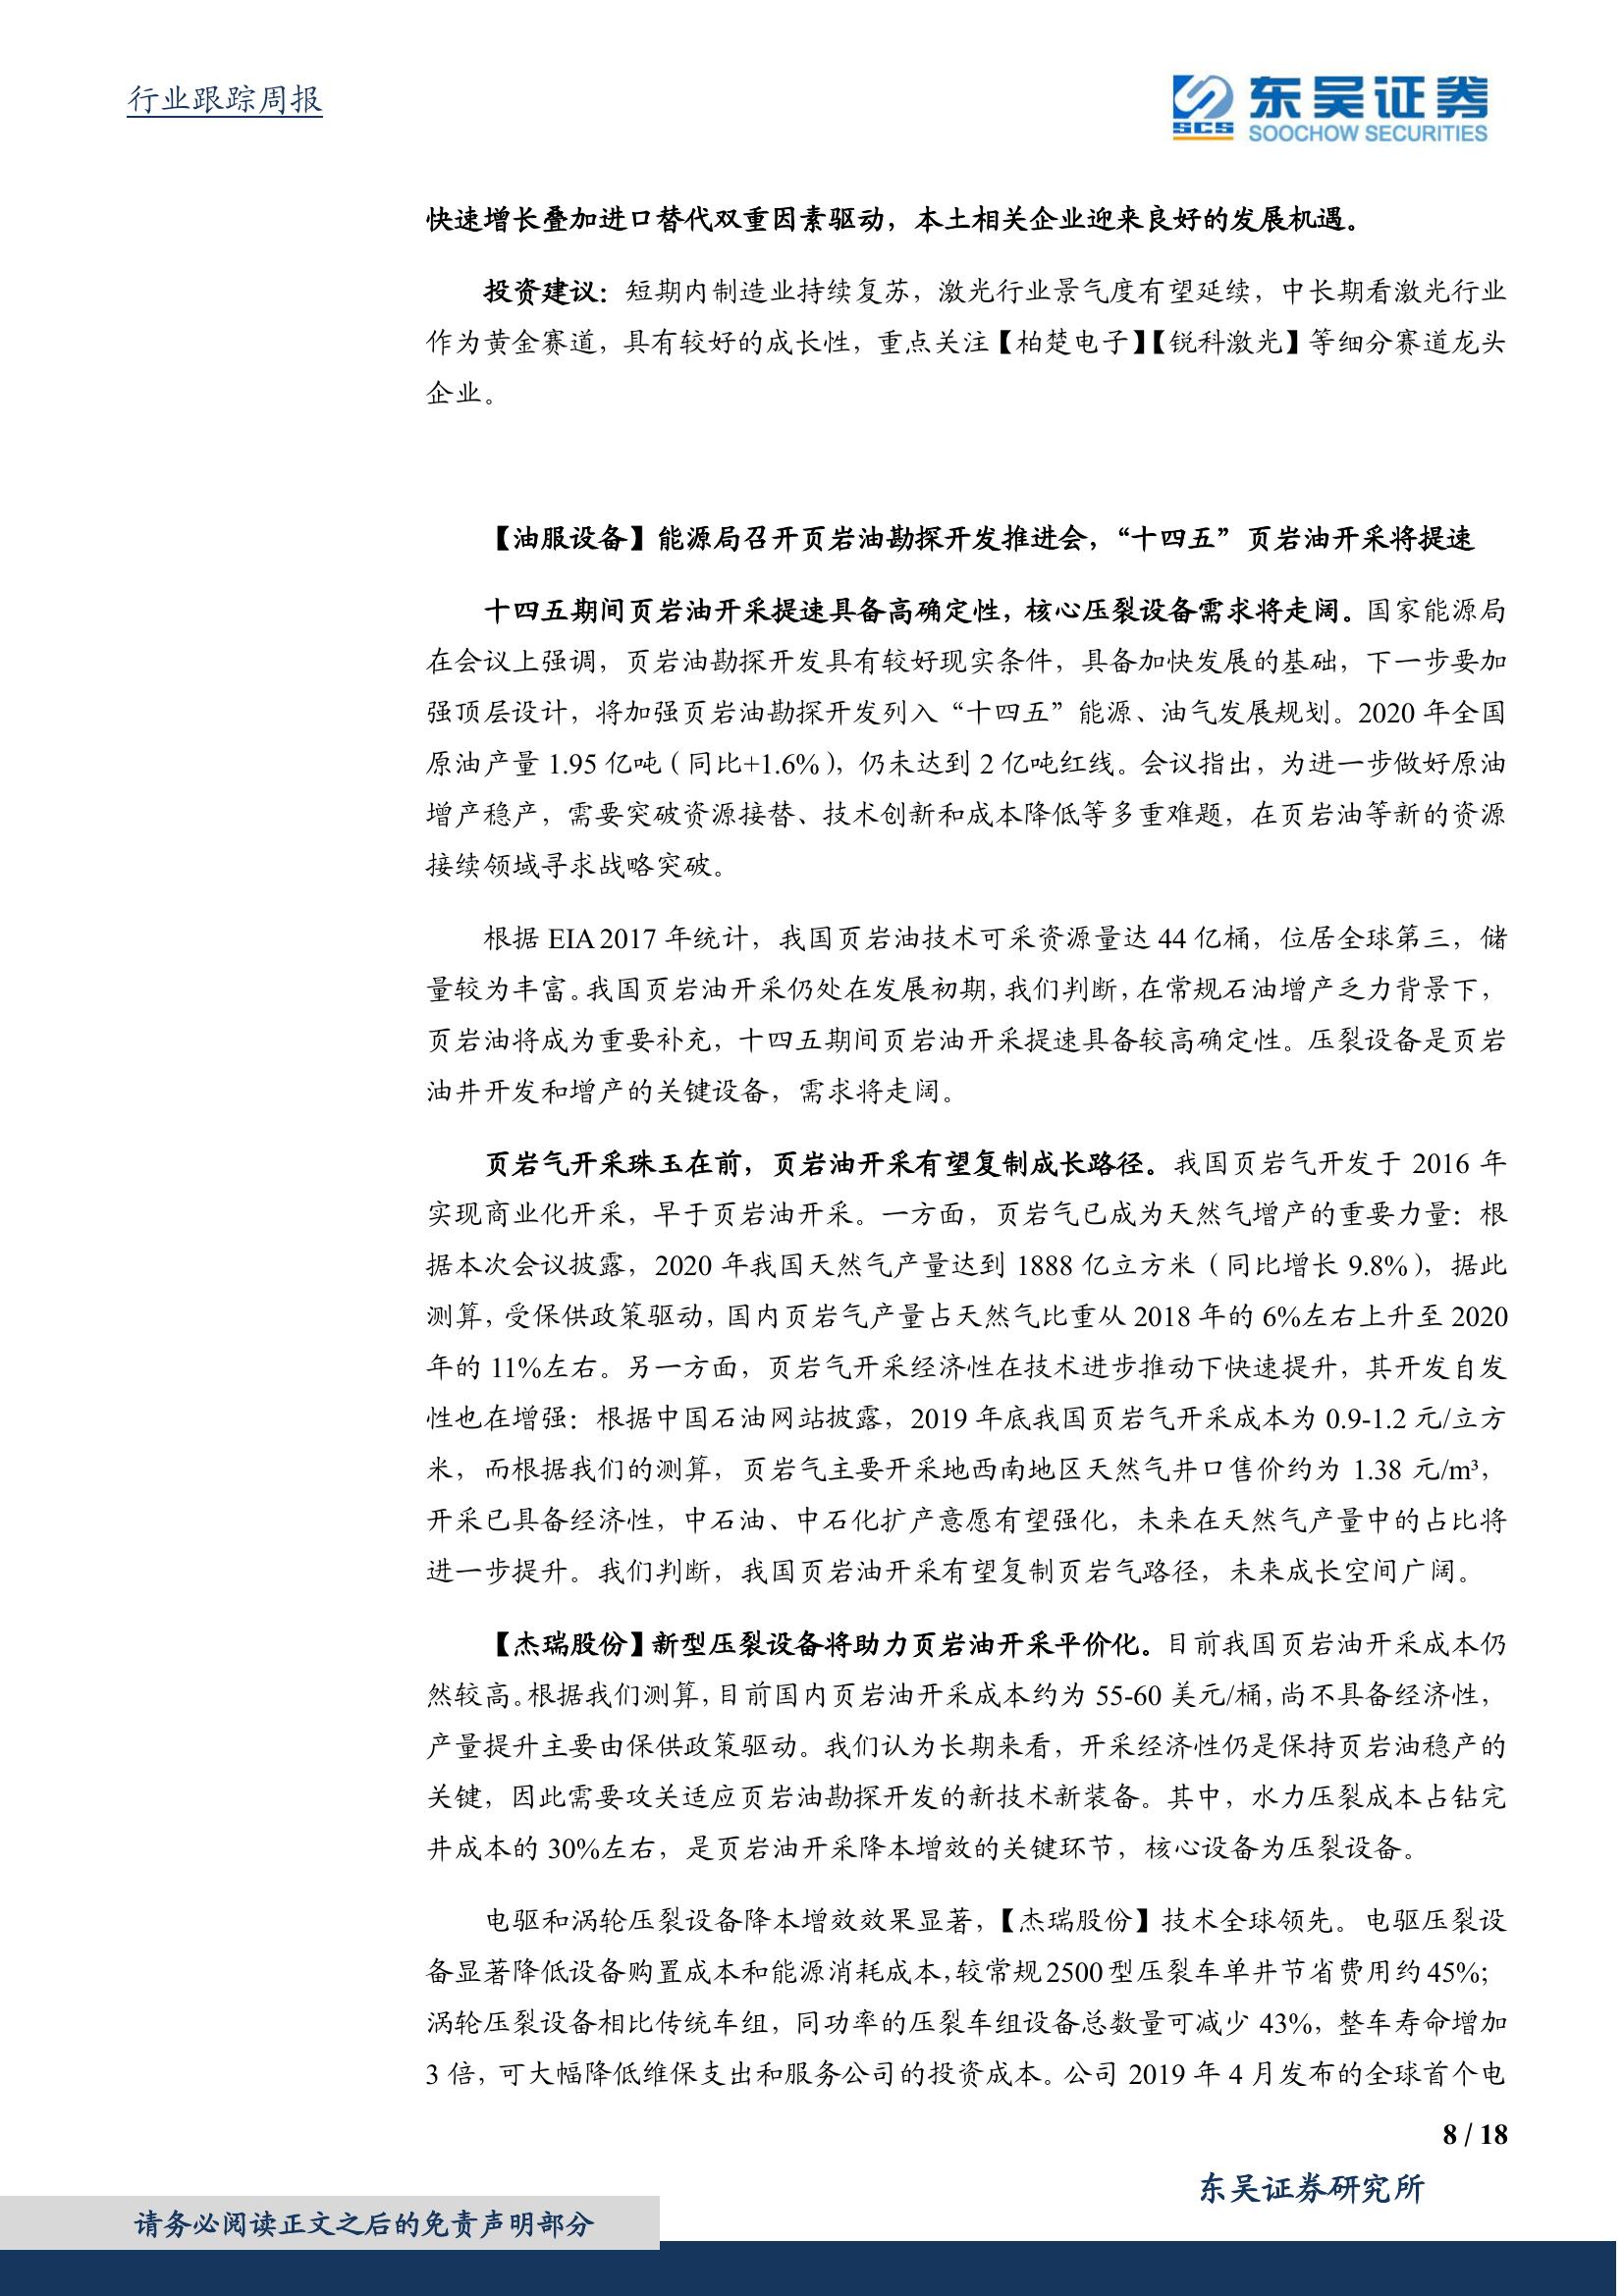 行业跟踪周报
SCS
东吴证券
SOOCHOW SECURITIES
快速增长叠加进口替代双重因素驱动，本土相关企业迎来良好的发展机遇。
投资建议：短期内制造业持续复苏，激光行业景气度有望延续，中长期看激光行业
作为黄金赛道，具有较好的成长性，重点关注【柏楚电子】【锐科激光】等细分赛道龙头
企业。
【油服设备】能源局召开页岩油勘探开发推进会，“十四五”页岩油开采将提速
十四五期间页岩油开采提速具备高确定性，核心压裂设备需求将走阔。国家能源局
在会议上强调，页岩油勘探开发具有较好现实条件，具备加快发展的基础，下一步要加
强顶层设计，将加强页岩油勘探开发列入“十四五”能源、油气发展规划。2020 年全国
原油产量 1.95 亿吨（同比+1.6%），仍未达到 2 亿吨红线。会议指出，为进一步做好原油
增产稳产，需要突破资源接替、技术创新和成本降低等多重难题，在页岩油等新的资源
接续领域寻求战略突破。
根据 EIA 2017 年统计，我国页岩油技术可采资源量达 44 亿桶，位居全球第三，储
量较为丰富。我国页岩油开采仍处在发展初期，我们判断，在常规石油增产乏力背景下，
页岩油将成为重要补充，十四五期间页岩油开采提速具备较高确定性。压裂设备是页岩
油井开发和增产的关键设备，需求将走阔。
页岩气开采珠玉在前，页岩油开采有望复制成长路径。我国页岩气开发于 2016 年
实现商业化开采，早于页岩油开采。一方面，页岩气已成为天然气增产的重要力量：根
据本次会议披露，2020 年我国天然气产量达到 1888 亿立方米（同比增长 9.8%），据此
测算，受保供政策驱动，国内页岩气产量占天然气比重从 2018 年的 6%左右上升至 2020
年的 11%左右。另一方面，页岩气开采经济性在技术进步推动下快速提升，其开发自发
性也在增强：根据中国石油网站披露，2019 年底我国页岩气开采成本为 0.9-1.2 元/立方
米，而根据我们的测算，页岩气主要开采地西南地区天然气井口售价约为 1.38 元/m³，
开采已具备经济性，中石油、中石化扩产意愿有望强化，未来在天然气产量中的占比将
进一步提升。我们判断，我国页岩油开采有望复制页岩气路径，未来成长空间广阔。
【杰瑞股份】新型压裂设备将助力页岩油开采平价化。目前我国页岩油开采成本仍
然较高。根据我们测算，目前国内页岩油开采成本约为 55-60 美元/桶，尚不具备经济性，
产量提升主要由保供政策驱动。我们认为长期来看，开采经济性仍是保持页岩油稳产的
关键，因此需要攻关适应页岩油勘探开发的新技术新装备。其中，水力压裂成本占钻完
井成本的 30%左右，是页岩油开采降本增效的关键环节，核心设备为压裂设备。
电驱和涡轮压裂设备降本增效效果显著，【杰瑞股份】技术全球领先。电驱压裂设
备显著降低设备购置成本和能源消耗成本，较常规 2500 型压裂车单井节省费用约 45%；
涡轮压裂设备相比传统车组，同功率的压裂车组设备总数量可减少 43%，整车寿命增加
3 倍，可大幅降低维保支出和服务公司的投资成本。公司 2019 年 4 月发布的全球首个电
8 / 18
东吴证券研究所
请务必阅读正文之后的免责声明部分